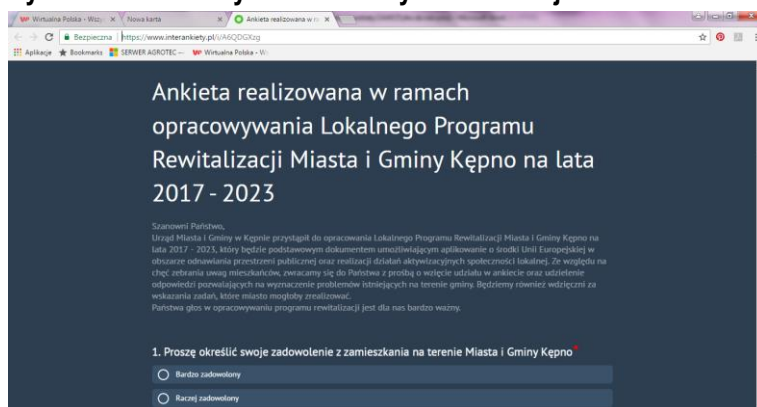 Wirtualna Polska - Wszy
Nowa karta
Ankieta realizowana w r
Bezpieczna | https://www.interankiety.pl/i/A6QDGXzg
Aplikacje Bookmarks SERWER AGROTEC — Wirtualna Polska - W
Ankieta realizowana w ramach
opracowywania Lokalnego Programu
Rewitalizacji Miasta i Gminy Kępno na lata
2017 - 2023
Szanowni Państwo,
Urząd Miasta i Gminy w Kępnie przystąpił do opracowania Lokalnego Programu Rewitalizacji Miasta i Gminy Kępno na
lata 2017 - 2023, który będzie podstawowym dokumentem umożliwiającym aplikowanie o środki Unii Europejskiej w
obszarze odnawiania przestrzeni publicznej oraz realizacji działań aktywizacyjnych społeczności lokalnej. Ze względu na
chęć zebrania uwag mieszkańców, zwracamy się do Państwa z prośbą o wzięcie udziału w ankiecie oraz udzielenie
odpowiedzi pozwalających na wyznaczenie problemów istniejących na terenie gminy. Będziemy również wdzięczni za
wskazania zadań, które miasto mogłoby zrealizować.
Państwa głos w opracowywaniu programu rewitalizacji jest dla nas bardzo ważny.
1. Proszę określić swoje zadowolenie z zamieszkania na terenie Miasta i Gminy Kępno *
Bardzo zadowolony
Raczej zadowolony